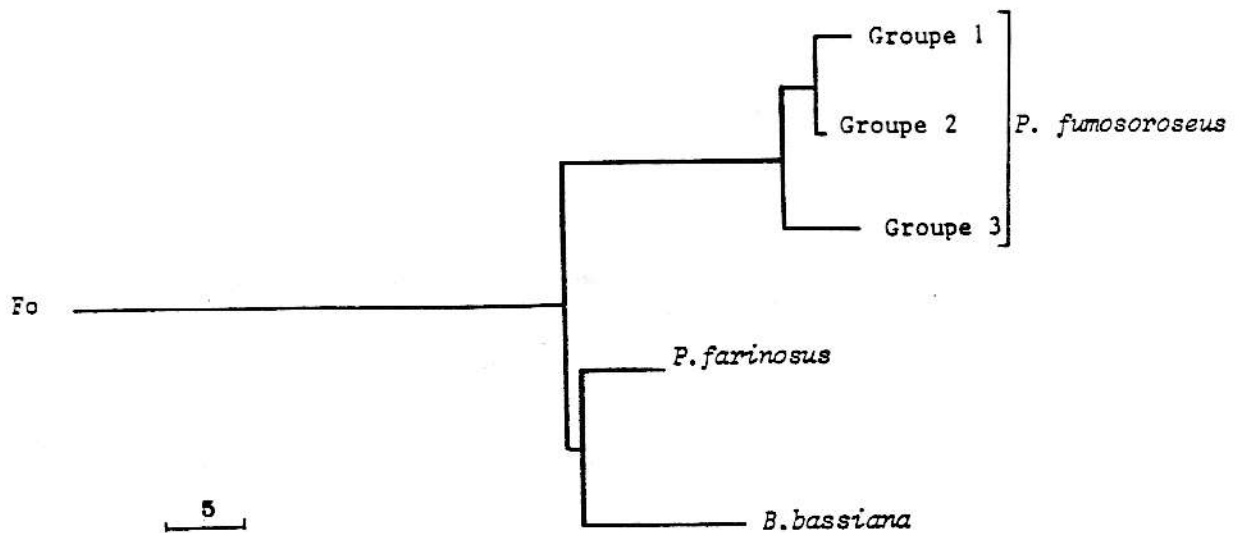 Groupe 1
Groupe 2
P. fumosoroseus
Groupe 3
Fo
P.farinosus
5
B.bassiana